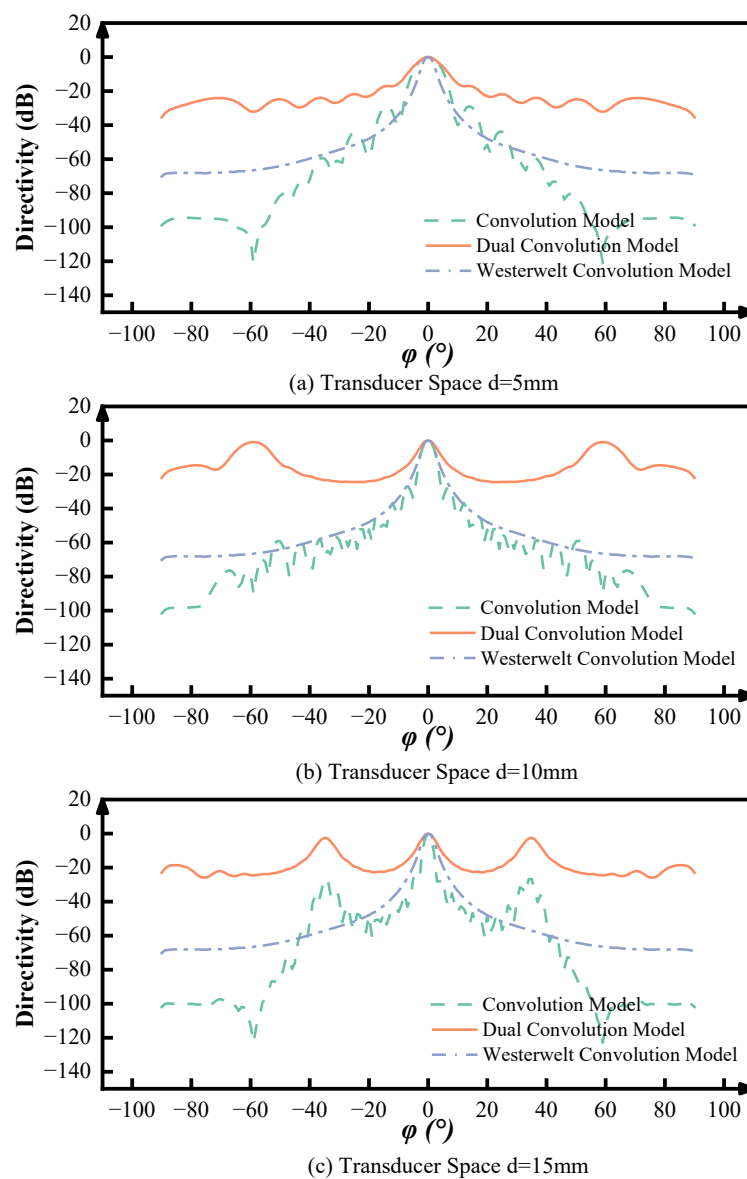 20
0
−20
−40
−60
−80
−100
−120
−140
Directivity (dB)
Convolution Model
Dual Convolution Model
Westerwelt Convolution Model
−100 −80 −60 −40 −20 0 20 40 60 80 100
φ (°)
(a) Transducer Space d=5mm
20
0
−20
−40
−60
−80
−100
−120
−140
Directivity (dB)
Convolution Model
Dual Convolution Model
Westerwelt Convolution Model
−100 −80 −60 −40 −20 0 20 40 60 80 100
φ (°)
(b) Transducer Space d=10mm
20
0
−20
−40
−60
−80
−100
−120
−140
Directivity (dB)
Convolution Model
Dual Convolution Model
Westerwelt Convolution Model
−100 −80 −60 −40 −20 0 20 40 60 80 100
φ (°)
(c) Transducer Space d=15mm